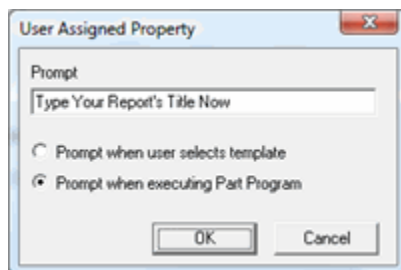 User Assigned Property
Prompt
Type Your Report's Title Now
Prompt when user selects template
Prompt when executing Part Program
OK
Cancel